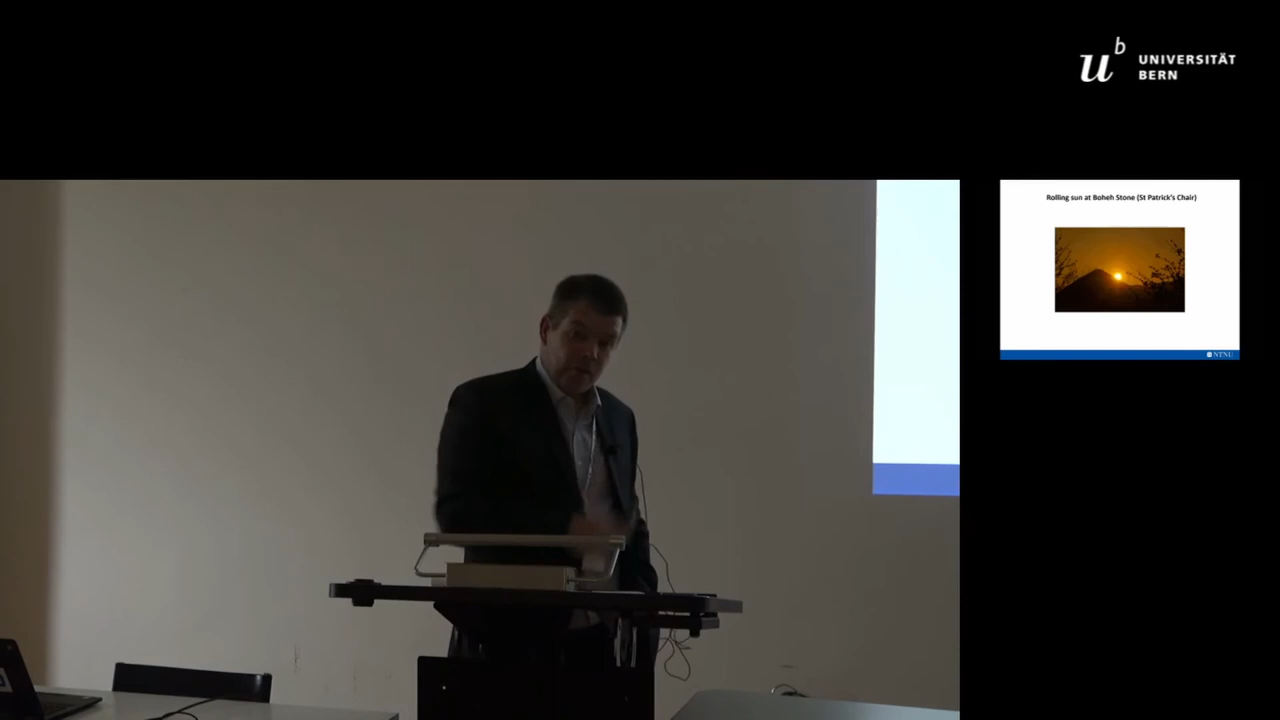 u^b UNIVERSITÄT
BERN
Rolling sun at Boheh Stone (St Patrick's Chair)
NTNU